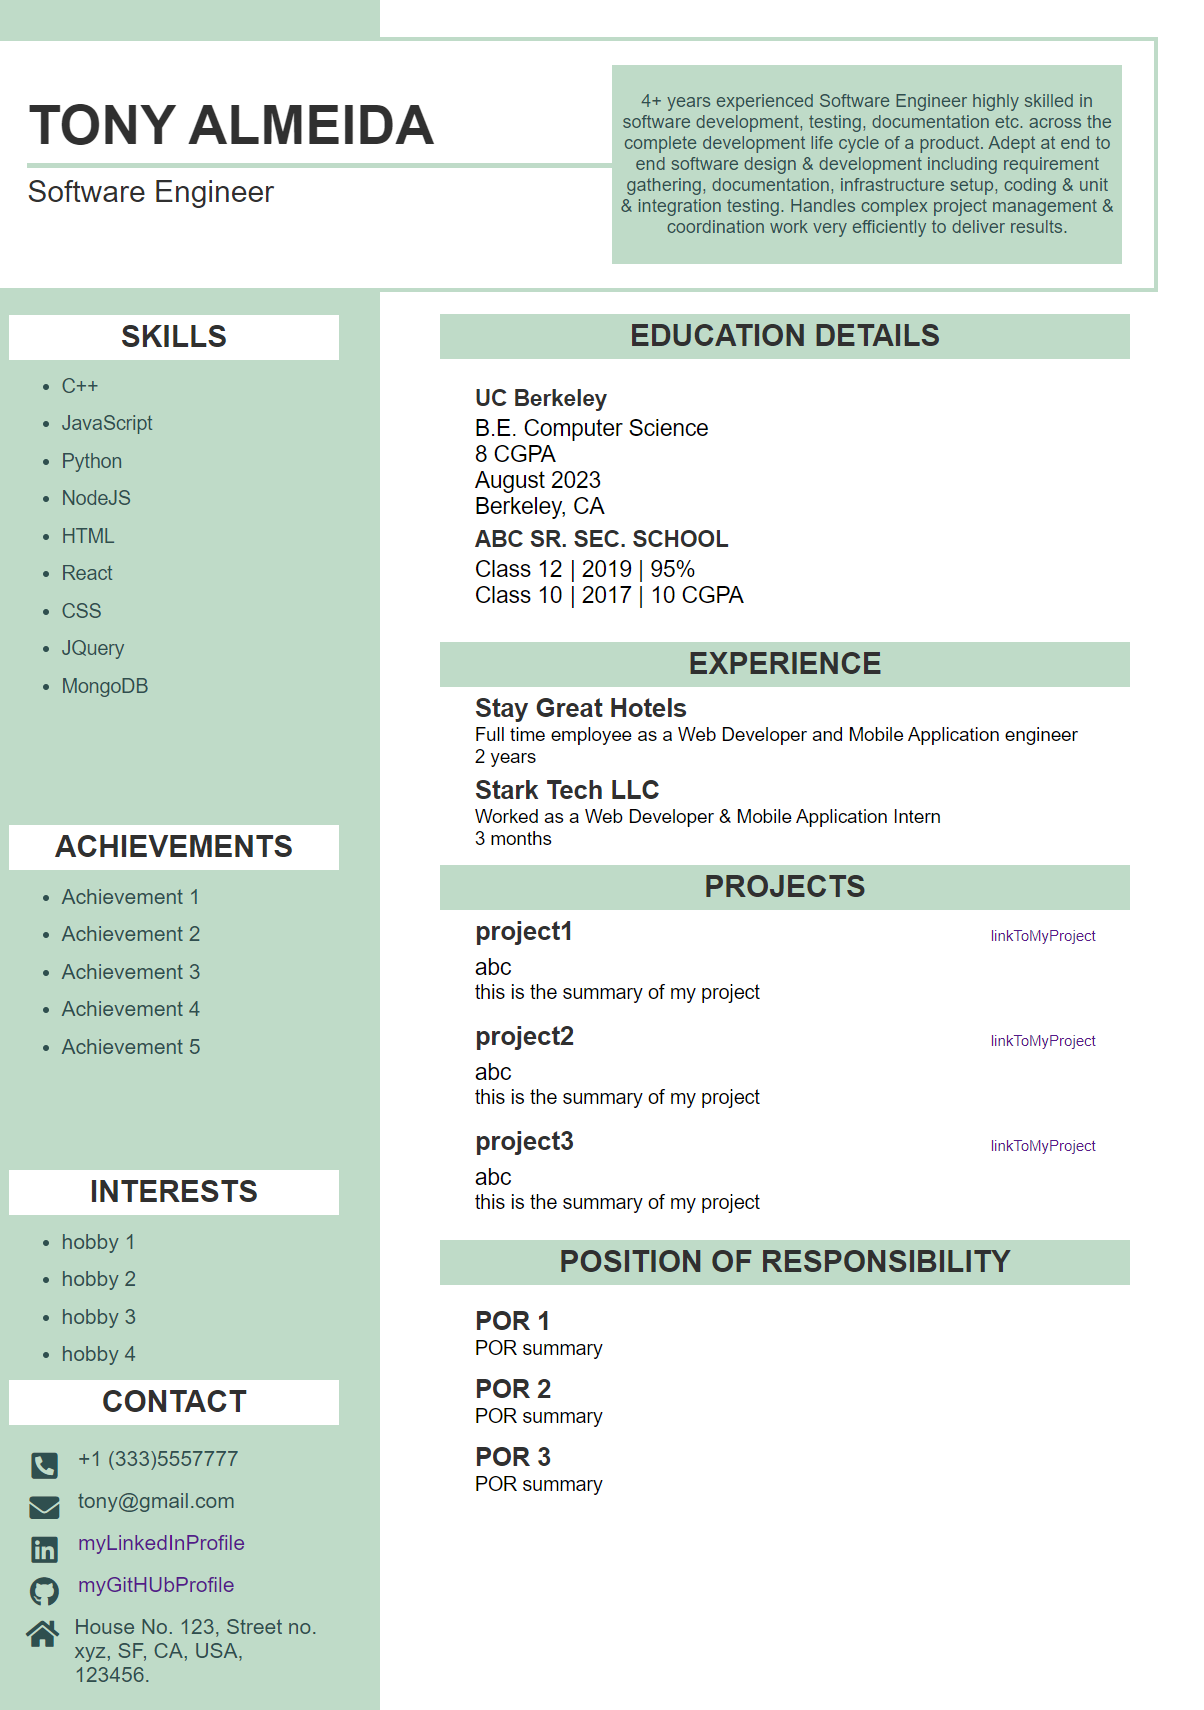 TONY ALMEIDA
Software Engineer
4+ years experienced Software Engineer highly skilled in
software development, testing, documentation etc. across the
complete development life cycle of a product. Adept at end to
end software design & development including requirement
gathering, documentation, infrastructure setup, coding & unit
& integration testing. Handles complex project management &
coordination work very efficiently to deliver results.
SKILLS
• C++
• JavaScript
• Python
• NodeJS
• HTML
• React
• CSS
• JQuery
• MongoDB
ACHIEVEMENTS
• Achievement 1
• Achievement 2
• Achievement 3
• Achievement 4
• Achievement 5
INTERESTS
• hobby 1
• hobby 2
• hobby 3
• hobby 4
CONTACT
+1 (333)5557777
tony@gmail.com
myLinkedInProfile
myGitHUbProfile
House No. 123, Street no.
xyz, SF, CA, USA,
123456.
EDUCATION DETAILS
UC Berkeley
B.E. Computer Science
8 CGPA
August 2023
Berkeley, CA
ABC SR. SEC. SCHOOL
Class 12 | 2019 | 95%
Class 10 | 2017 | 10 CGPA
EXPERIENCE
Stay Great Hotels
Full time employee as a Web Developer and Mobile Application engineer
2 years
Stark Tech LLC
Worked as a Web Developer & Mobile Application Intern
3 months
PROJECTS
project1 linkToMyProject
abc
this is the summary of my project
project2 linkToMyProject
abc
this is the summary of my project
project3 linkToMyProject
abc
this is the summary of my project
POSITION OF RESPONSIBILITY
POR 1
POR summary
POR 2
POR summary
POR 3
POR summary